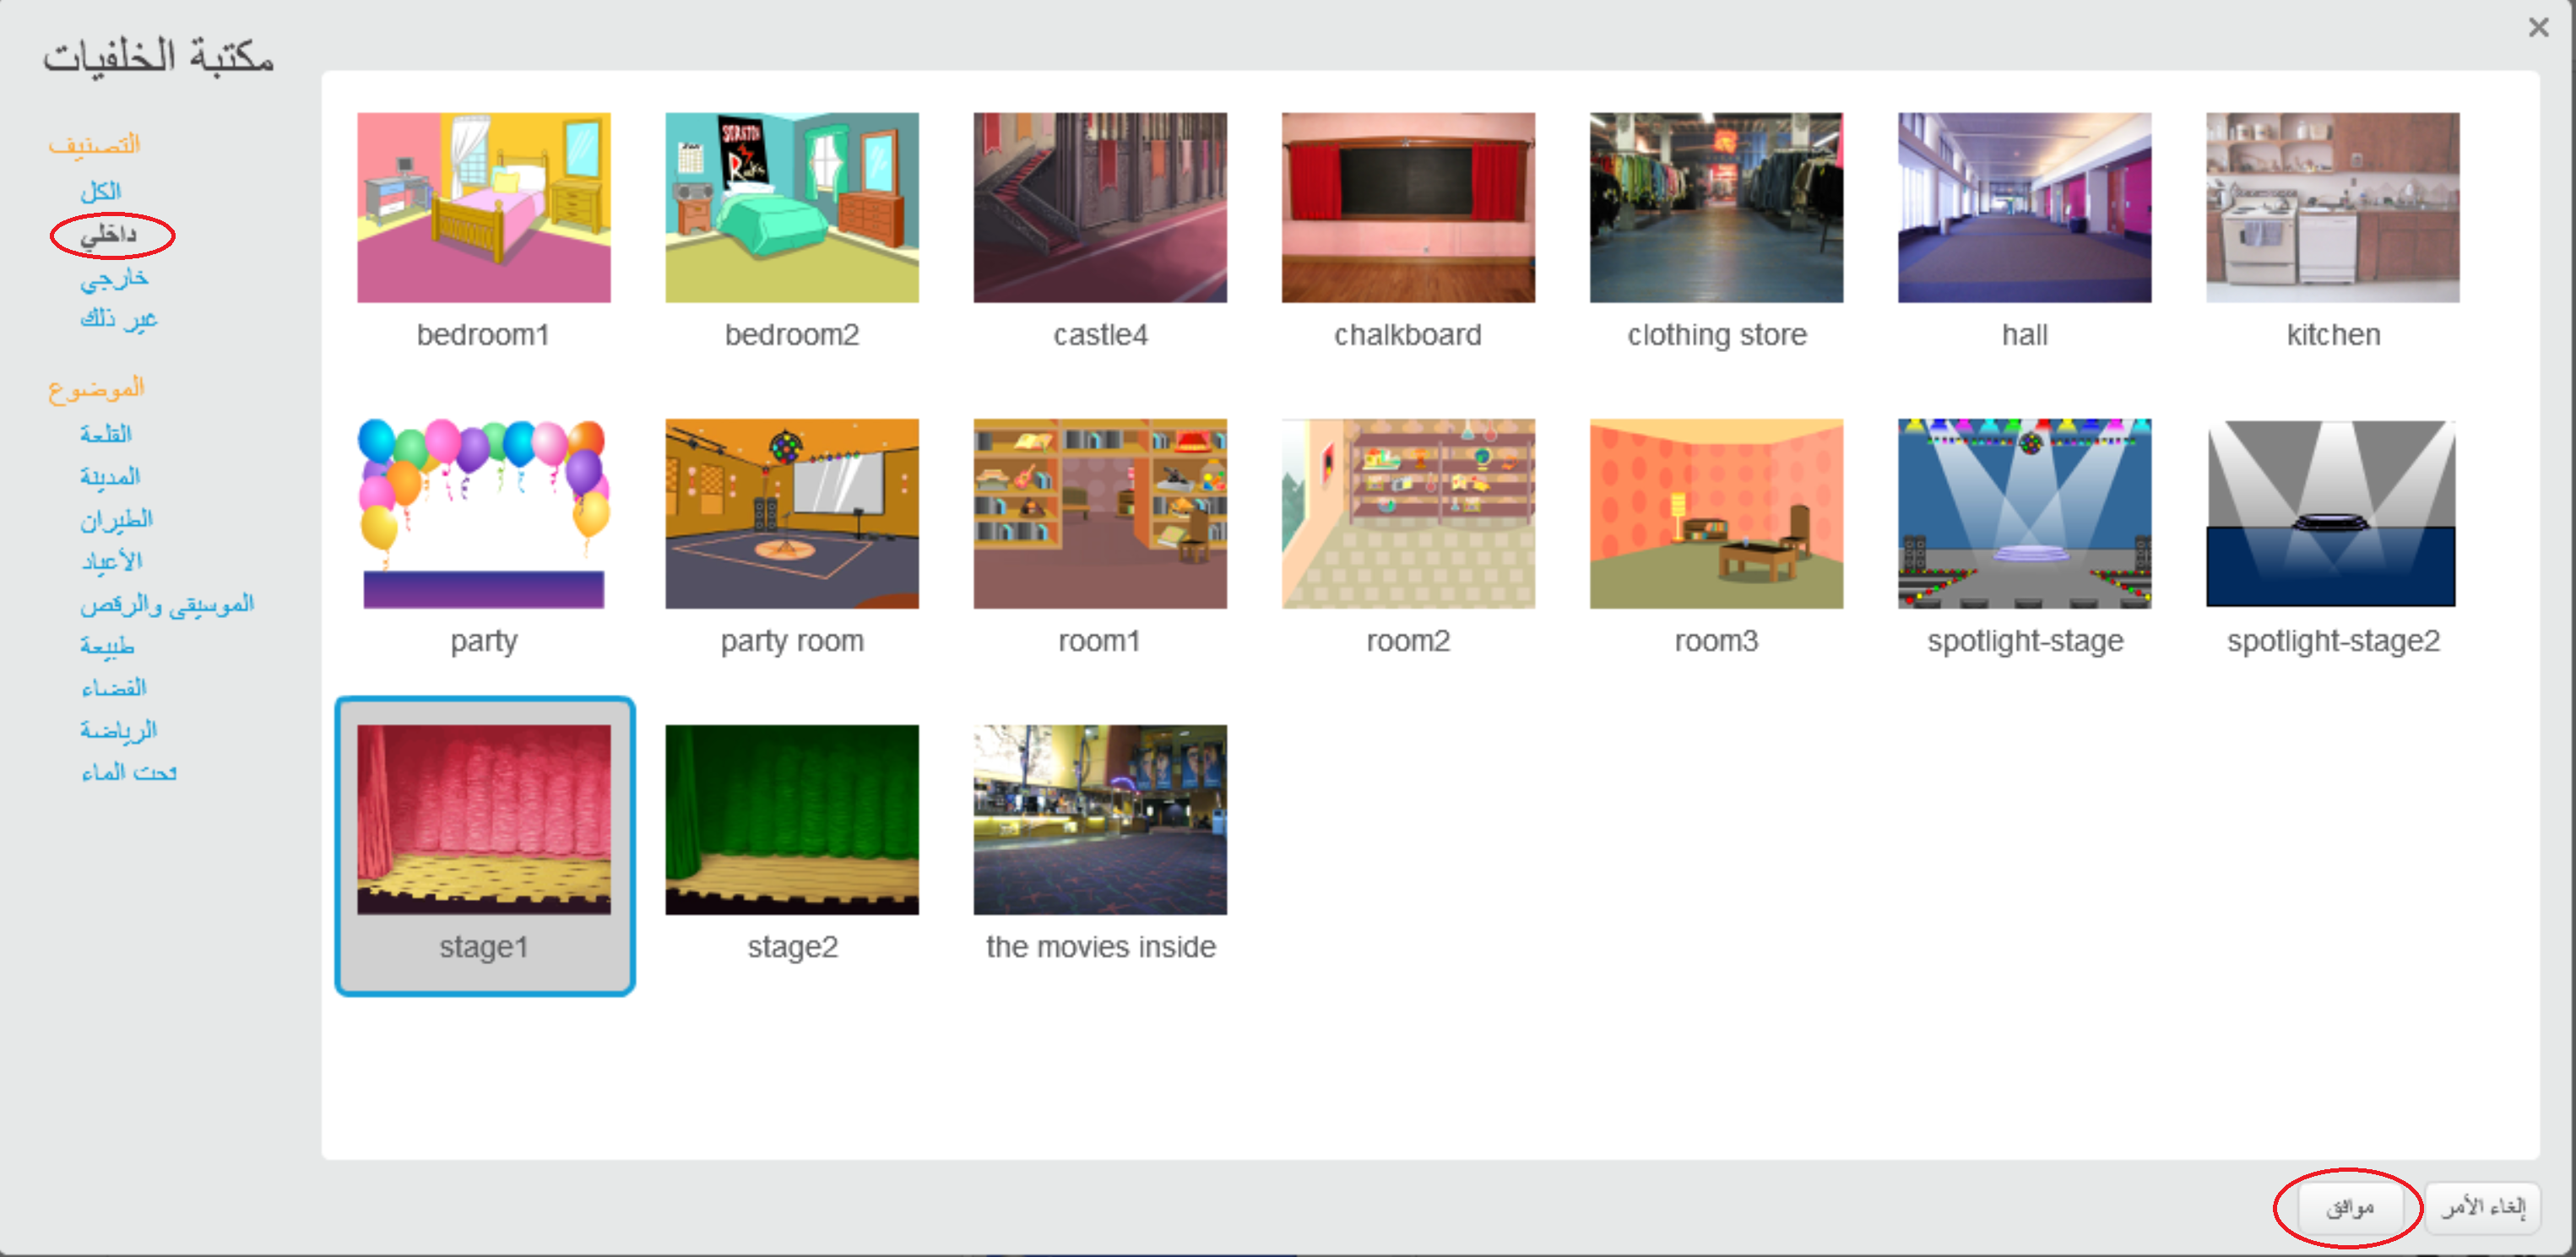 مكتبة الخلفيات
التصنيف
الكل
داخلي
خارجي
غير ذلك
الموضوع
القلعة
المدينة
الطيران
الأعياد
الموسيقى والرقص
طبيعة
الفضاء
الرياضة
تحت الماء
bedroom1
bedroom2
castle4
chalkboard
clothing store
hall
kitchen
party
party room
room1
room2
room3
spotlight-stage
spotlight-stage2
stage1
stage2
the movies inside
موافق
إلغاء الأمر